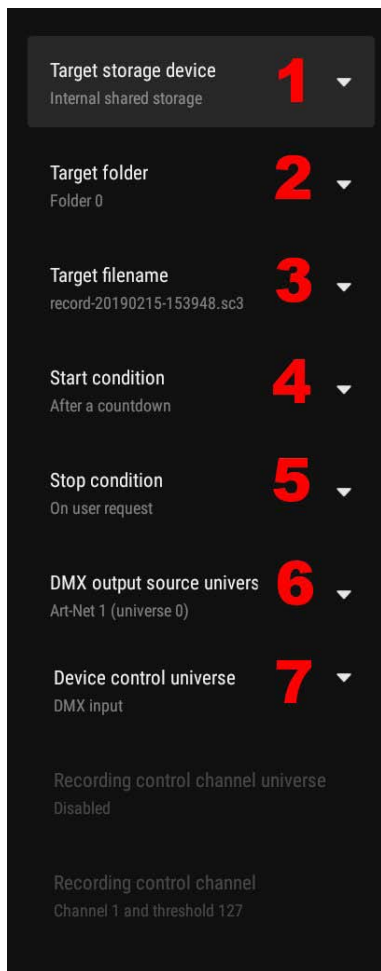 Target storage device
Internal shared storage
1
Target folder
Folder 0
2
Target filename
record-20190215-153948.sc3
3
Start condition
After a countdown
4
Stop condition
On user request
5
DMX output source univers
Art-Net 1 (universe 0)
6
Device control universe
DMX input
7
Recording control channel universe
Disabled
Recording control channel
Channel 1 and threshold 127